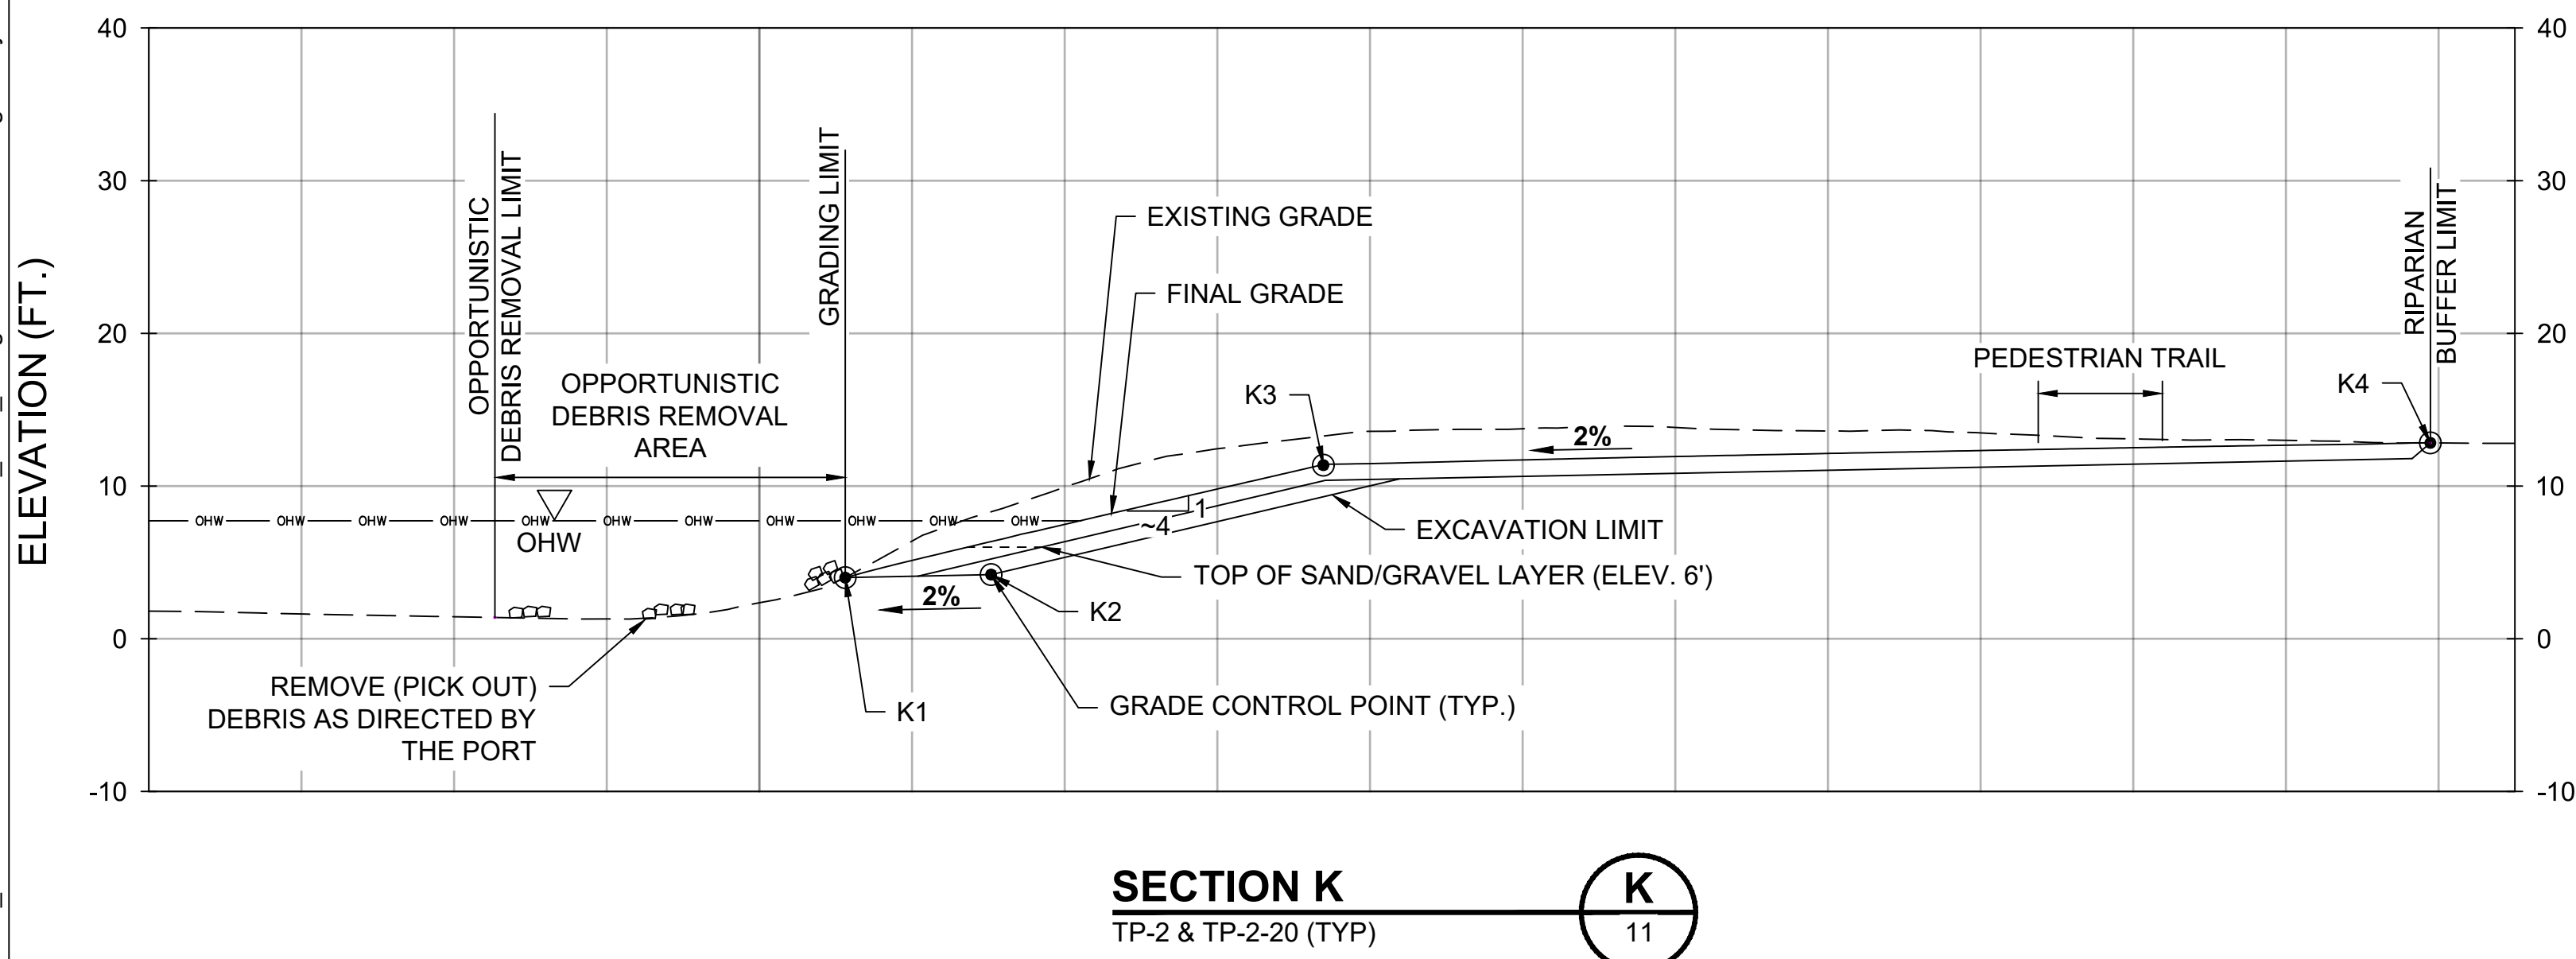 40
30
20
10
0
-10
ELEVATION (FT.)
40
30
20
10
0
-10
OPPORTUNISTIC
DEBRIS REMOVAL LIMIT
GRADING LIMIT
RIPARIAN
BUFFER LIMIT
EXISTING GRADE
FINAL GRADE
OPPORTUNISTIC
DEBRIS REMOVAL
AREA
PEDESTRIAN TRAIL
K3
K4
2%
OHW OHW OHW OHW OHW OHW OHW OHW OHW OHW OHW
OHW
1
~4
EXCAVATION LIMIT
TOP OF SAND/GRAVEL LAYER (ELEV. 6')
2%
K2
REMOVE (PICK OUT)
DEBRIS AS DIRECTED BY
THE PORT
K1
GRADE CONTROL POINT (TYP.)
SECTION K
TP-2 & TP-2-20 (TYP)
K
11